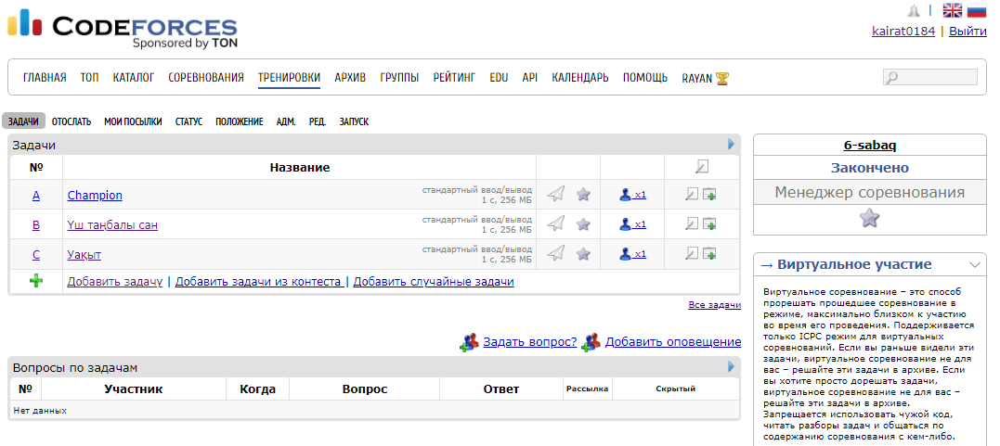 CODEFORCES
Sponsored by TON
kairat0184 | Выйти
ГЛАВНАЯ ТОП КАТАЛОГ СОРЕВНОВАНИЯ ТРЕНИРОВКИ АРХИВ ГРУППЫ РЕЙТИНГ EDU API КАЛЕНДАРЬ ПОМОЩЬ RAYAN
ЗАДАЧИ ОТОСЛАТЬ МОИ ПОСЫЛКИ СТАТУС ПОЛОЖЕНИЕ АДМ. РЕД. ЗАПУСК
Задачи
№ Название
A Champion стандартный ввод/вывод x1
1 с, 256 МБ
B Үш таңбалы сан стандартный ввод/вывод x1
1 с, 256 МБ
C Уақыт стандартный ввод/вывод x1
1 с, 256 МБ
Добавить задачу | Добавить задачи из контеста | Добавить случайные задачи
Все задачи
Задать вопрос? Добавить оповещение
Вопросы по задачам
№ Участник Когда Вопрос Ответ Рассылка Скрытый
Нет данных
6-sabaq
Закончено
Менеджер соревнования
→ Виртуальное участие
Виртуальное соревнование – это способ
прорешать прошедшее соревнование в
режиме, максимально близком к участию
во время его проведения. Поддерживается
только ICPC режим для виртуальных
соревнований. Если вы раньше видели эти
задачи, виртуальное соревнование не для
вас – решайте эти задачи в архиве. Если
вы хотите просто дорешать задачи,
виртуальное соревнование не для вас –
решайте эти задачи в архиве.
Запрещается использовать чужой код,
читать разборы задач и общаться по
содержанию соревнования с кем-либо.